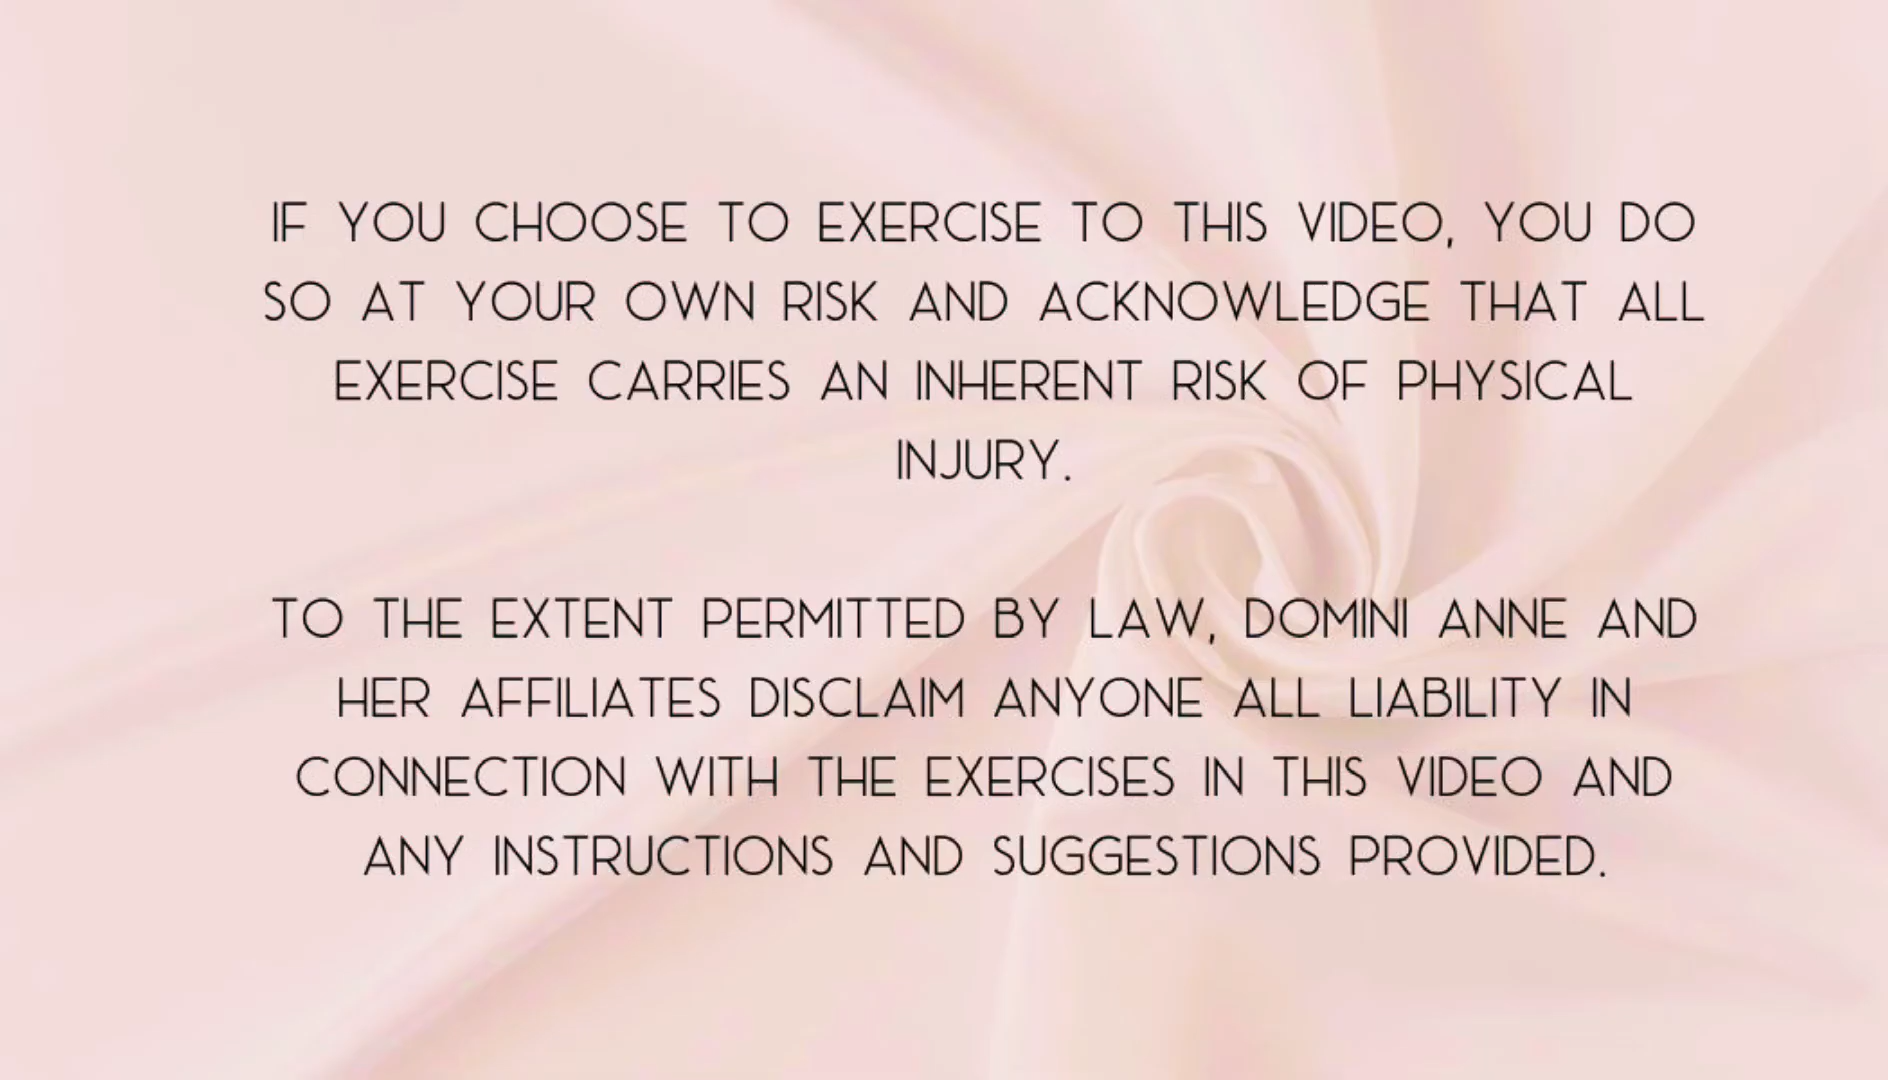 IF YOU CHOOSE TO EXERCISE TO THIS VIDEO, YOU DO
SO AT YOUR OWN RISK AND ACKNOWLEDGE THAT ALL
EXERCISE CARRIES AN INHERENT RISK OF PHYSICAL
INJURY.
TO THE EXTENT PERMITTED BY LAW, DOMINI ANNE AND
HER AFFILIATES DISCLAIM ANYONE ALL LIABILITY IN
CONNECTION WITH THE EXERCISES IN THIS VIDEO AND
ANY INSTRUCTIONS AND SUGGESTIONS PROVIDED.